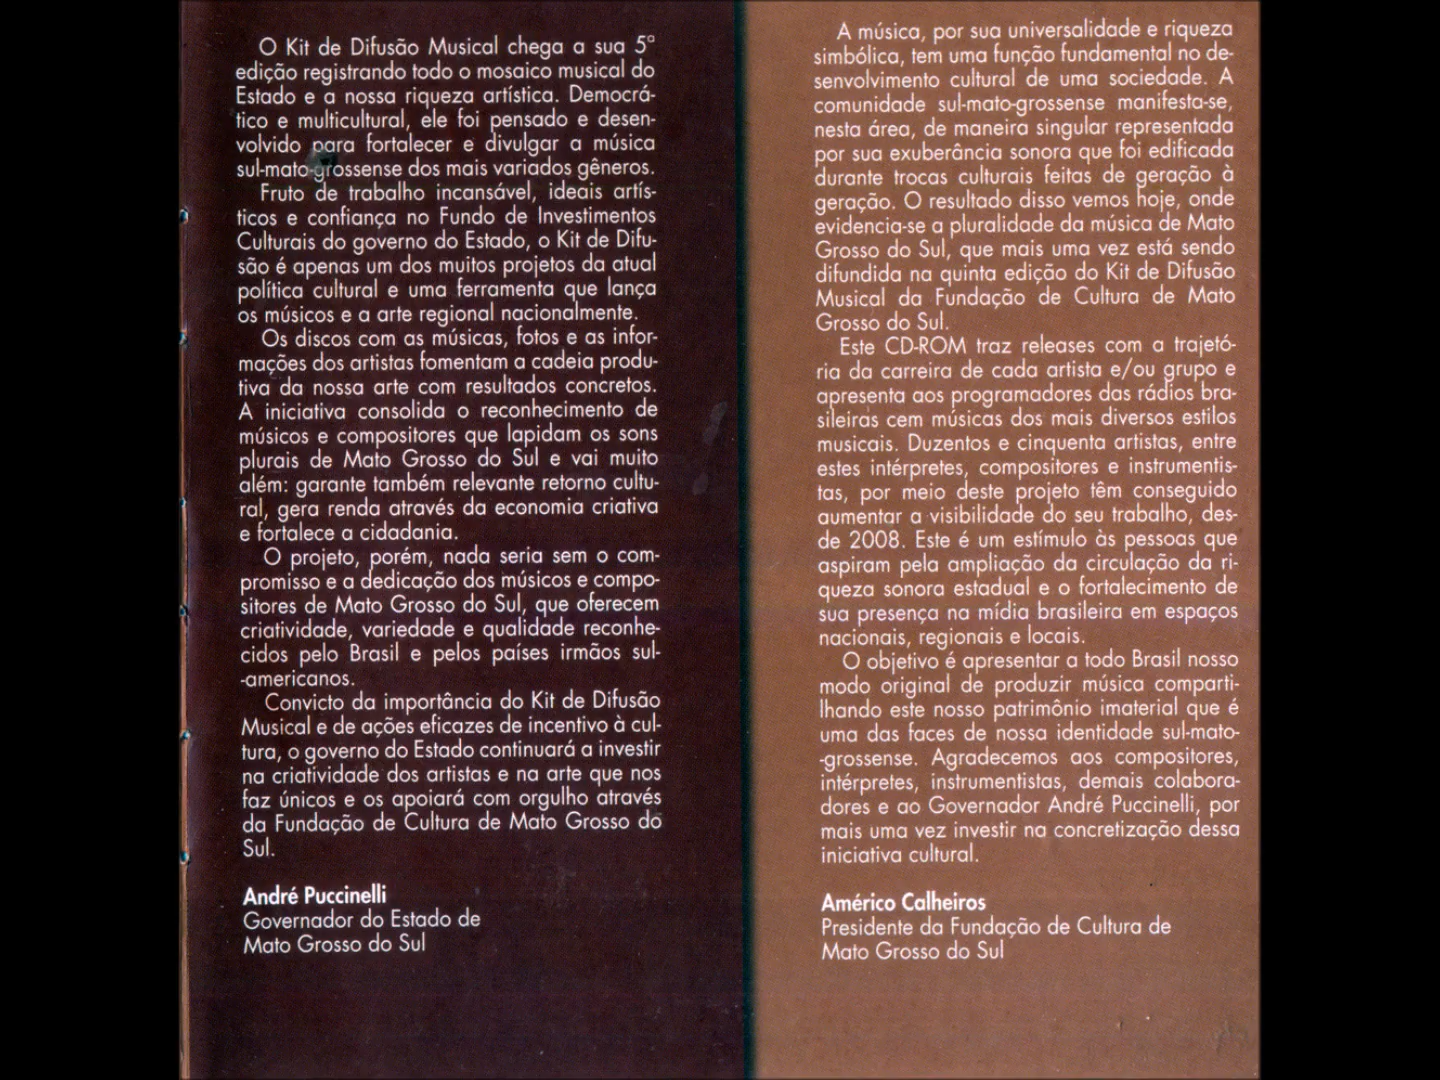 O Kit de Difusão Musical chega a sua 5ª
edição registrando todo o mosaico musical do
Estado e a nossa riqueza artística. Democrá-
tico e multicultural, ele foi pensado e desen-
volvido para fortalecer e divulgar a música
sul-mato-grossense dos mais variados gêneros.
Fruto de trabalho incansável, ideais artís-
ticos e confiança no Fundo de Investimentos
Culturais do governo do Estado, o Kit de Difu-
são é apenas um dos muitos projetos da atual
política cultural e uma ferramenta que lança
os músicos e a arte regional nacionalmente.
Os discos com as músicas, fotos e as infor-
mações dos artistas fomentam a cadeia produ-
tiva da nossa arte com resultados concretos.
A iniciativa consolida o reconhecimento de
músicos e compositores que lapidam os sons
plurais de Mato Grosso do Sul e vai muito
além: garante também relevante retorno cultu-
ral, gera renda através da economia criativa
e fortalece a cidadania.
O projeto, porém, nada seria sem o com-
promisso e a dedicação dos músicos e compo-
sitores de Mato Grosso do Sul, que oferecem
criatividade, variedade e qualidade reconhe-
cidos pelo Brasil e pelos países irmãos sul-
-americanos.
Convicto da importância do Kit de Difusão
Musical e de ações eficazes de incentivo à cul-
tura, o governo do Estado continuará a investir
na criatividade dos artistas e na arte que nos
faz únicos e os apoiará com orgulho através
da Fundação de Cultura de Mato Grosso do
Sul.
André Puccinelli
Governador do Estado de
Mato Grosso do Sul
A música, por sua universalidade e riqueza
simbólica, tem uma função fundamental no de-
senvolvimento cultural de uma sociedade. A
comunidade sul-mato-grossense manifesta-se,
nesta área, de maneira singular representada
por sua exuberância sonora que foi edificada
durante trocas culturais feitas de geração à
geração. O resultado disso vemos hoje, onde
evidencia-se a pluralidade da música de Mato
Grosso do Sul, que mais uma vez está sendo
difundida na quinta edição do Kit de Difusão
Musical da Fundação de Cultura de Mato
Grosso do Sul.
Este CD-ROM traz releases com a trajetó-
ria da carreira de cada artista e/ou grupo e
apresenta aos programadores das rádios bra-
sileiras cem músicas dos mais diversos estilos
musicais. Duzentos e cinquenta artistas, entre
estes intérpretes, compositores e instrumentis-
tas, por meio deste projeto têm conseguido
aumentar a visibilidade do seu trabalho, des-
de 2008. Este é um estímulo às pessoas que
aspiram pela ampliação da circulação da ri-
queza sonora estadual e o fortalecimento de
sua presença na mídia brasileira em espaços
nacionais, regionais e locais.
O objetivo é apresentar a todo Brasil nosso
modo original de produzir música comparti-
lhando este nosso patrimônio imaterial que é
uma das faces de nossa identidade sul-mato-
-grossense. Agradecemos aos compositores,
intérpretes, instrumentistas, demais colabora-
dores e ao Governador André Puccinelli, por
mais uma vez investir na concretização dessa
iniciativa cultural.
Américo Calheiros
Presidente da Fundação de Cultura de
Mato Grosso do Sul